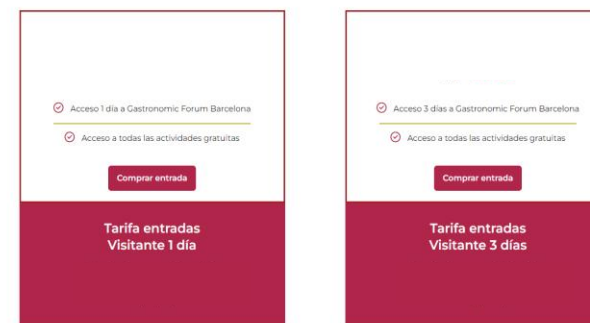 Acceso 1 día a Gastronomic Forum Barcelona
Acceso a todas las actividades gratuitas
Comprar entrada
Tarifa entradas
Visitante 1 día
Acceso 3 días a Gastronomic Forum Barcelona
Acceso a todas las actividades gratuitas
Comprar entrada
Tarifa entradas
Visitante 3 días